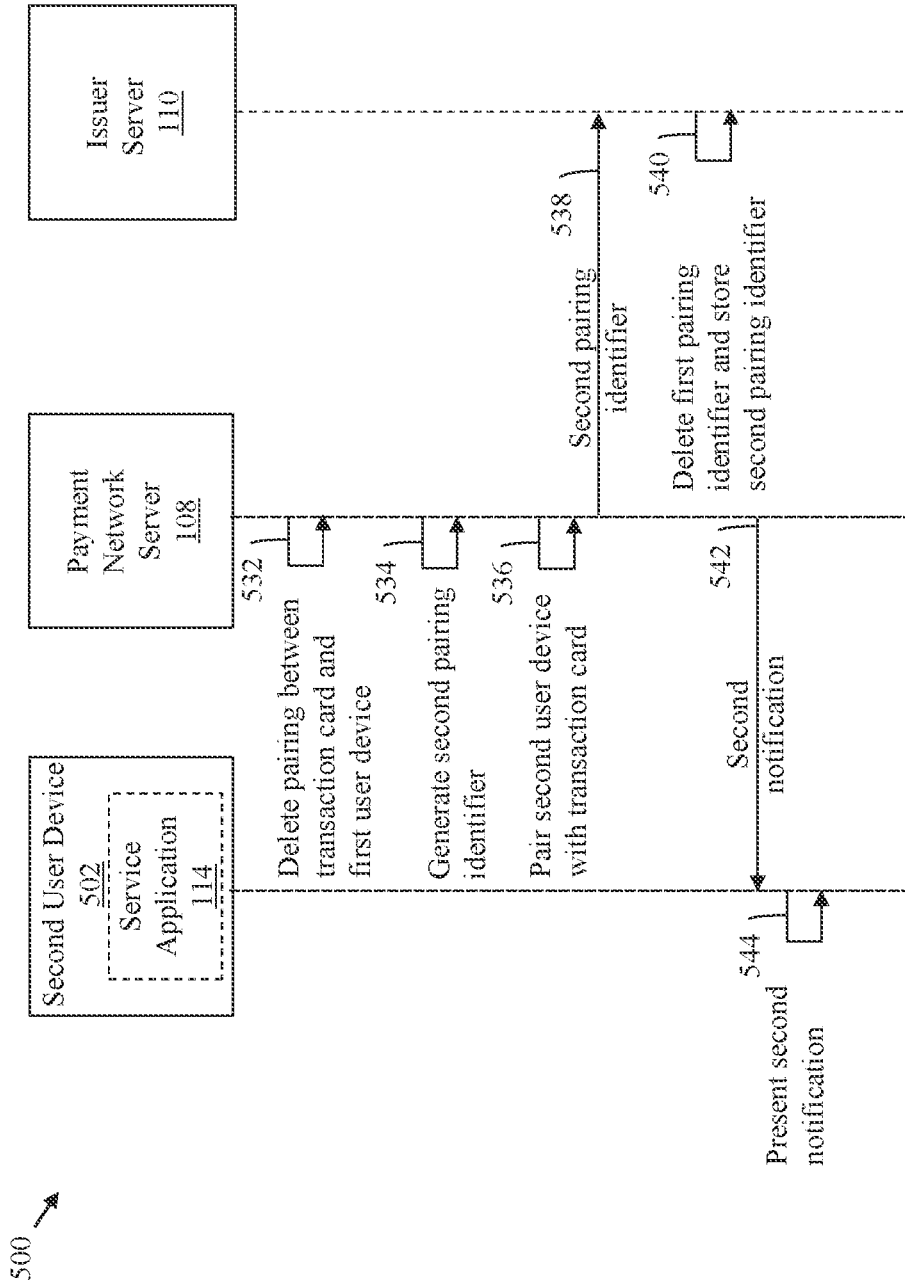 500
Second User Device
502
Service
Application
114
Payment
Network
Server
108
Issuer
Server
110
532
Delete pairing between
transaction card and
first user device
534
Generate second pairing
identifier
536
Pair second user device
with transaction card
Second pairing
identifier
538
540
Delete first pairing
identifier and store
second pairing identifier
542
Second
notification
544
Present second
notification